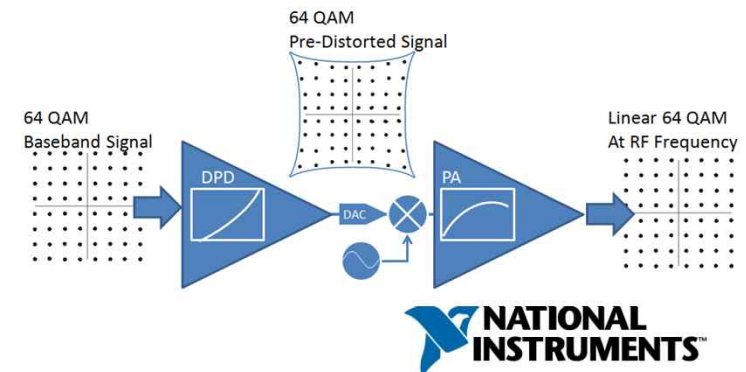 64 QAM
Pre-Distorted Signal
64 QAM
Baseband Signal
Linear 64 QAM
At RF Frequency
DPD
PA
DAC
NATIONAL
INSTRUMENTS™